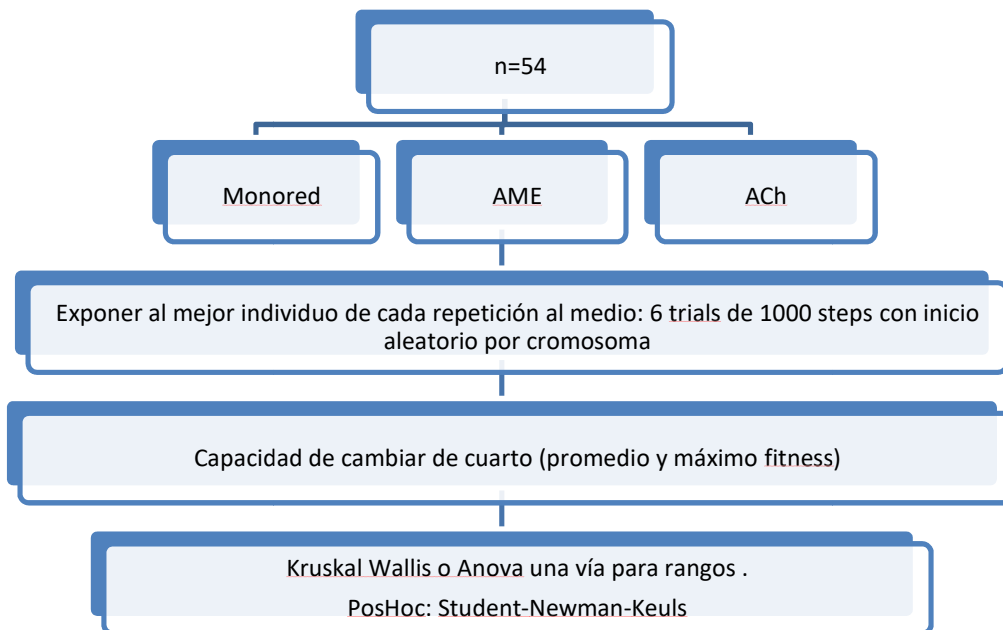 n=54
Monored
AME
ACh
Exponer al mejor individuo de cada repetición al medio: 6 trials de 1000 steps con inicio
aleatorio por cromosoma
Capacidad de cambiar de cuarto (promedio y máximo fitness)
Kruskal Wallis o Anova una vía para rangos .
PosHoc: Student-Newman-Keuls